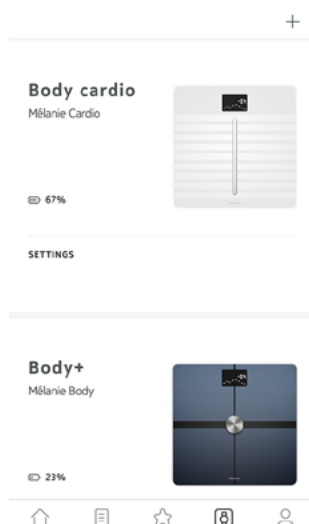 Body cardio
Mélanie Cardio
67%
SETTINGS
Body+
Mélanie Body
23%